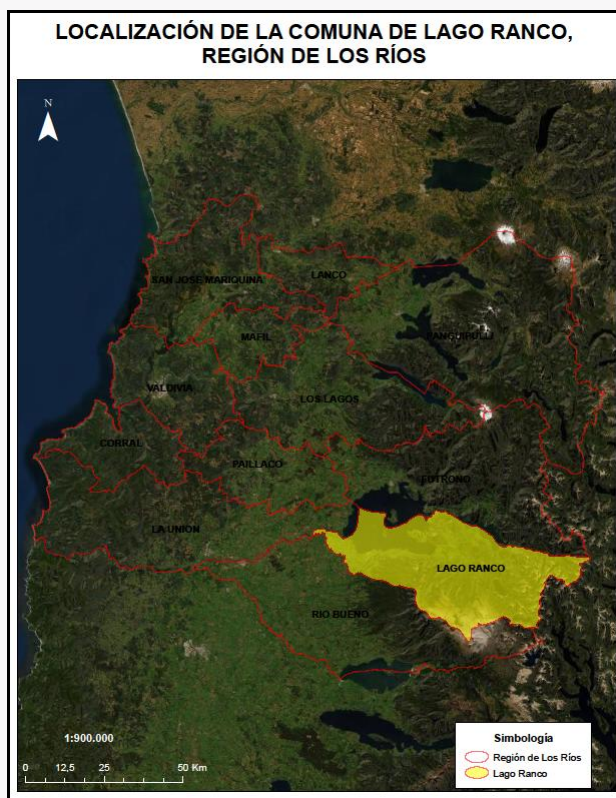 LOCALIZACIÓN DE LA COMUNA DE LAGO RANCO,
REGIÓN DE LOS RÍOS
N
SAN JOSE MARIQUINA
LANCO
PANGUIPULLI
MAFIL
VALDIVIA
LOS LAGOS
CORRAL
PAILLACO
FUTRONO
LA UNION
LAGO RANCO
RIO BUENO
1:900.000
0 12,5 25 50 Km
Simbología
Región de Los Ríos
Lago Ranco